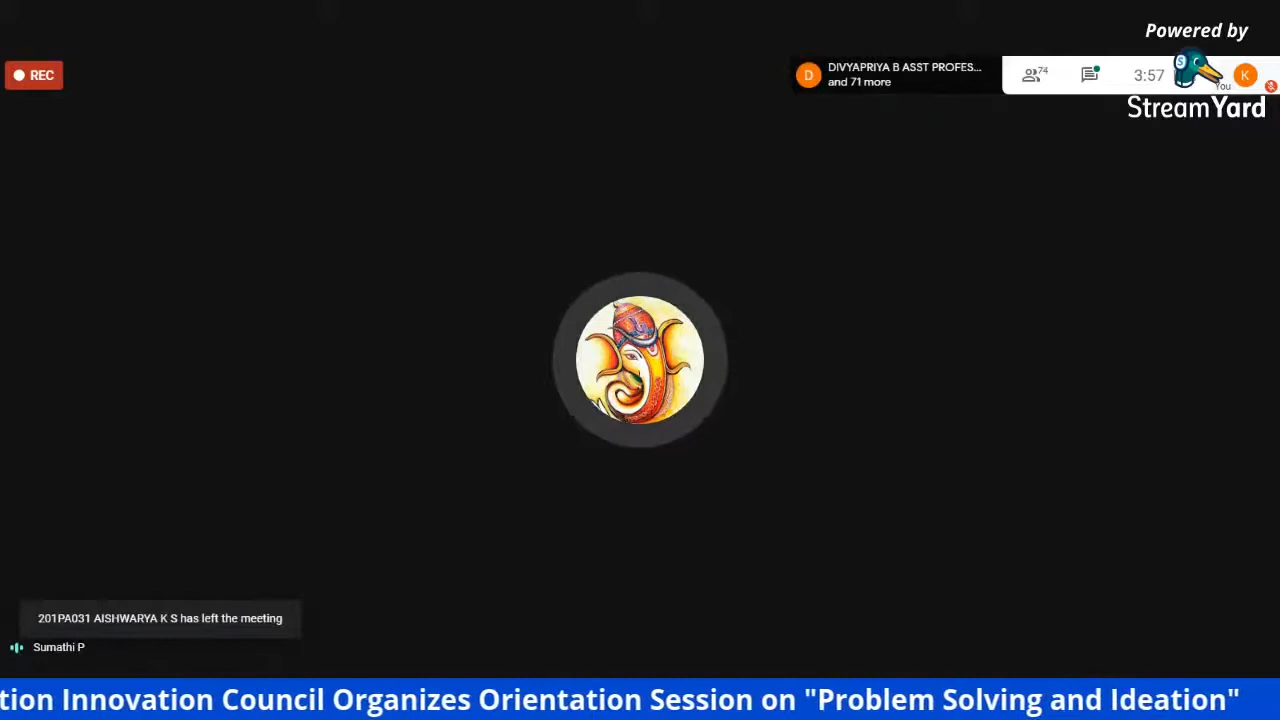 Powered by
REC
D
DIVYAPRIYA B ASST PROFES...
and 71 more
74
3:57
S
You
K
StreamYard
201PA031 AISHWARYA K S has left the meeting
Sumathi P
tion Innovation Council Organizes Orientation Session on "Problem Solving and Ideation"